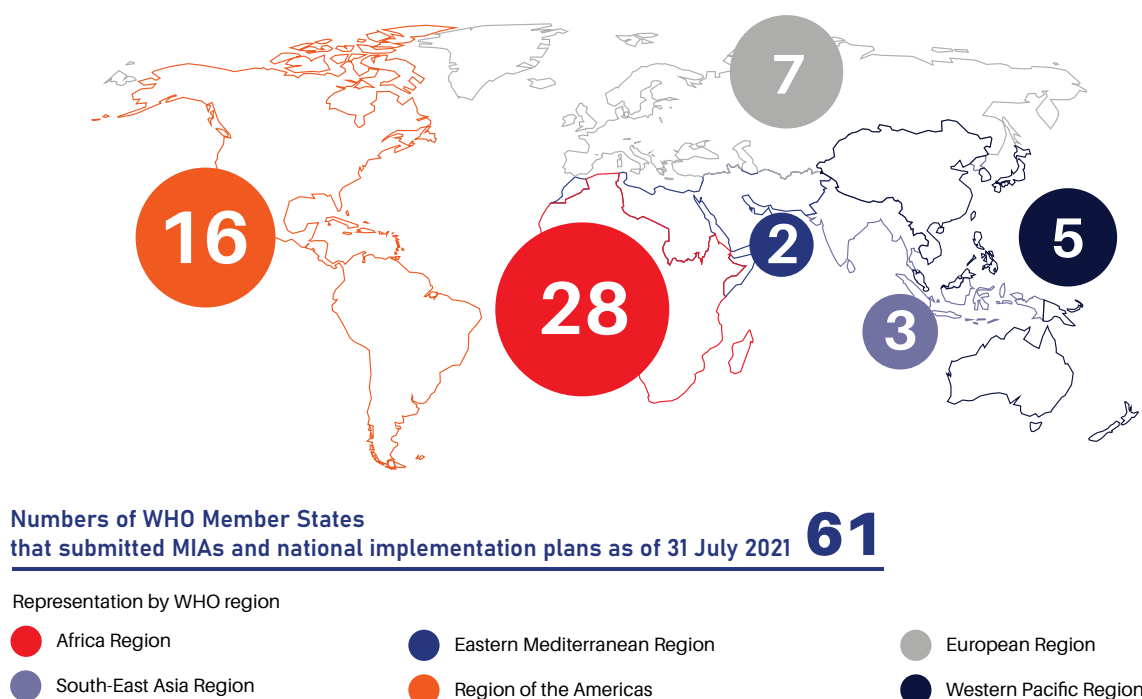 7
16
2
5
28
3
Numbers of WHO Member States
that submitted MIAs and national implementation plans as of 31 July 2021 61
Representation by WHO region
Africa Region
Eastern Mediterranean Region
European Region
South-East Asia Region
Region of the Americas
Western Pacific Region